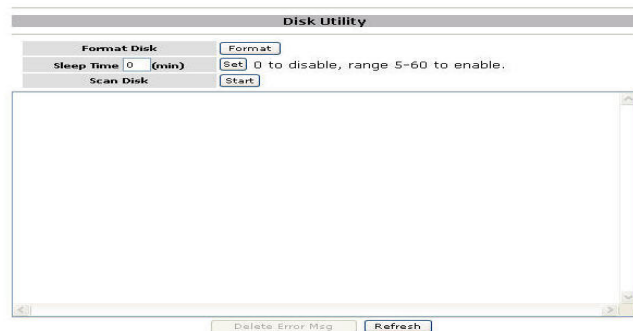 Disk Utility
Format Disk Format
Sleep Time 0 (min) Set 0 to disable, range 5-60 to enable.
Scan Disk Start
Delete Error Msg Refresh